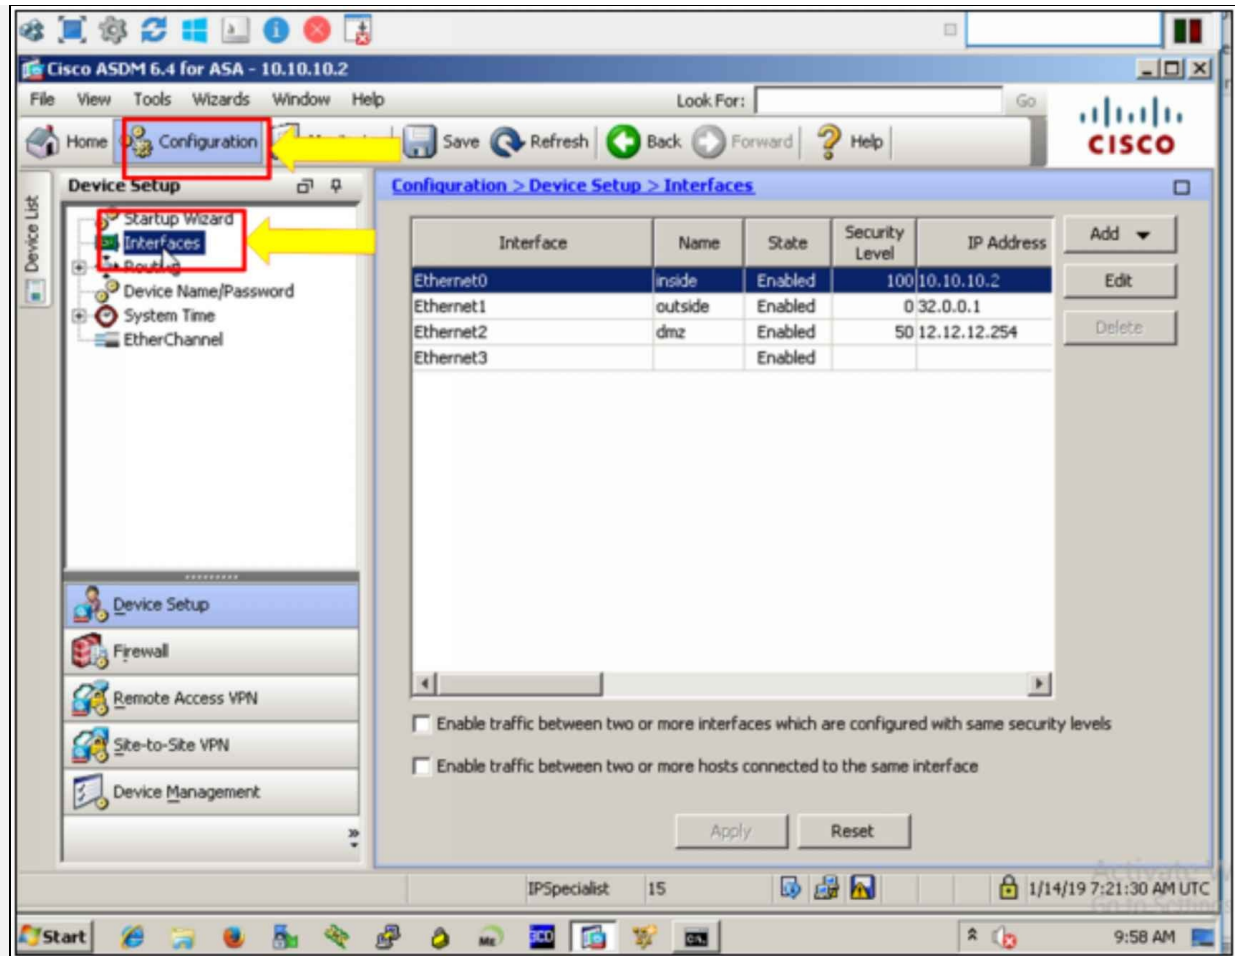 Cisco ASDM 6.4 for ASA - 10.10.10.2
File View Tools Wizards Window Help Look For: Go
Home Configuration Save Refresh Back Forward Help
CISCO
Device List
Device Setup
Startup Wizard
Interfaces
Routing
Device Name/Password
System Time
EtherChannel
Device Setup
Firewall
Remote Access VPN
Site-to-Site VPN
Device Management
Configuration > Device Setup > Interfaces
Interface Name State Security Level IP Address
Ethernet0 inside Enabled 100 10.10.10.2
Ethernet1 outside Enabled 0 32.0.0.1
Ethernet2 dmz Enabled 50 12.12.12.254
Ethernet3 Enabled
Add
Edit
Delete
Enable traffic between two or more interfaces which are configured with same security levels
Enable traffic between two or more hosts connected to the same interface
Apply Reset
Activate W
IPSpecialist 15 1/14/19 7:21:30 AM UTC
Go to Settings
Start 9:58 AM